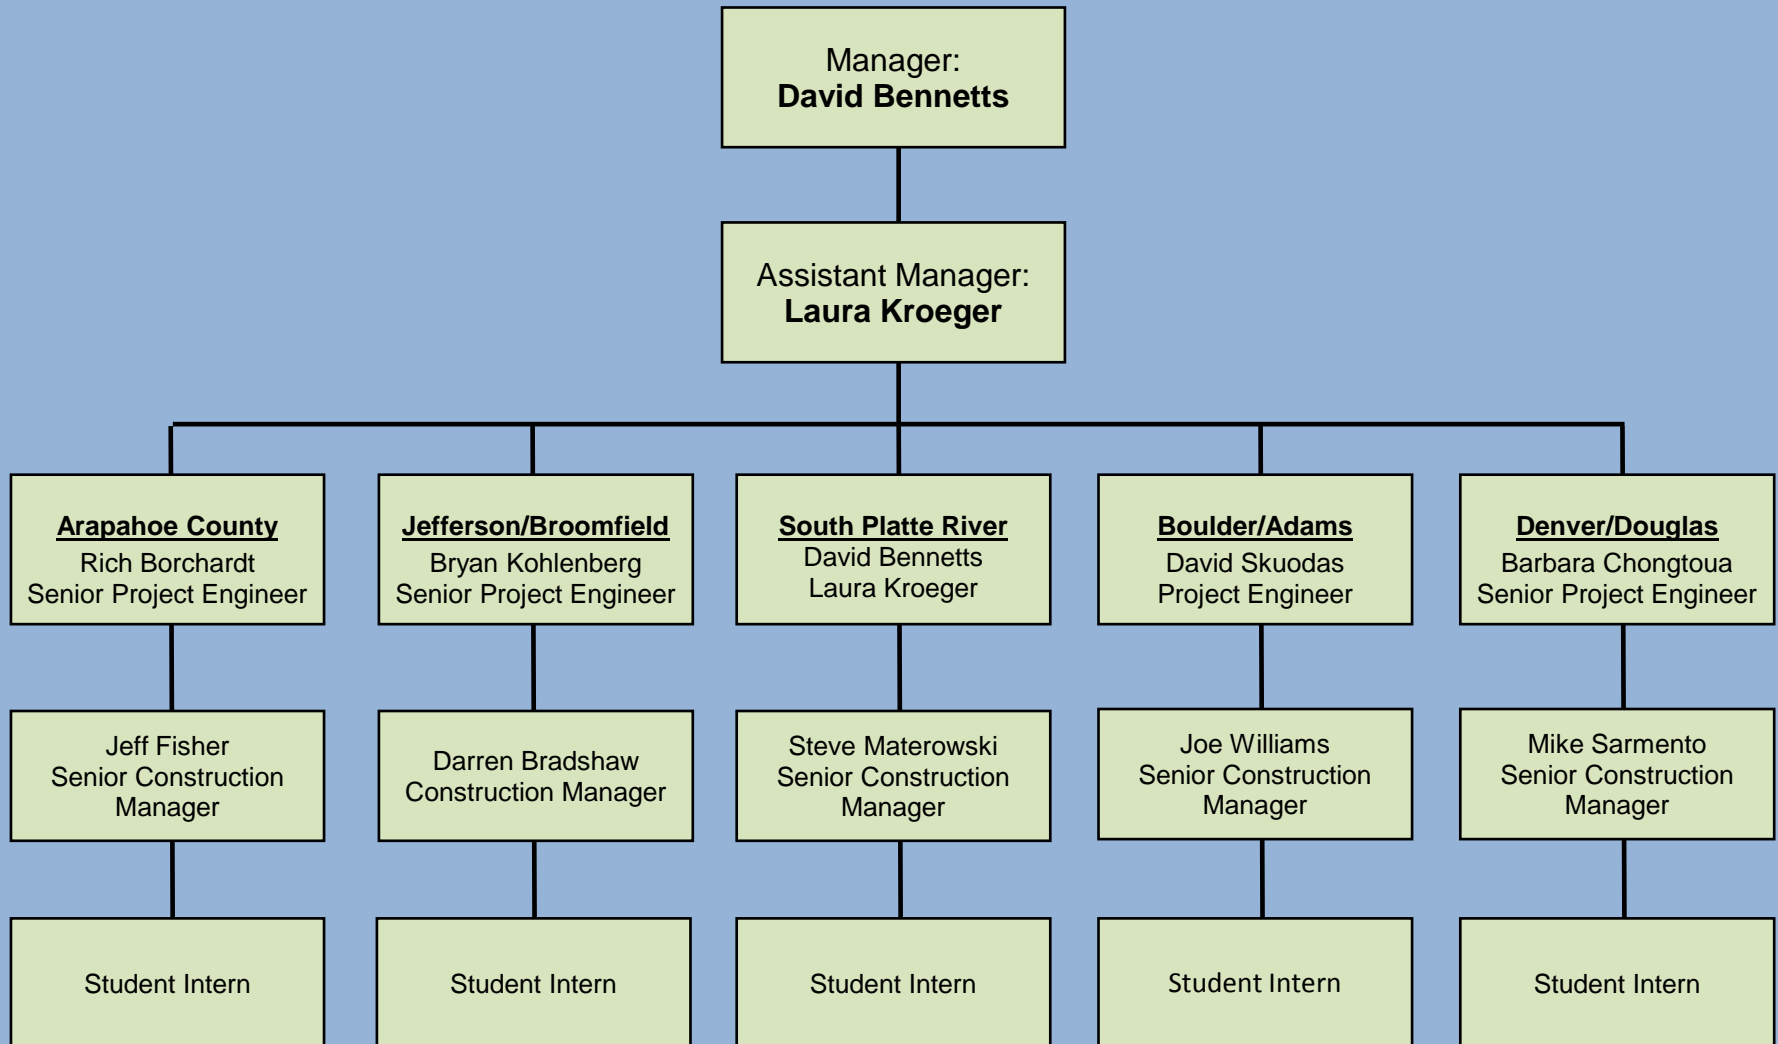 Manager:
David Bennetts
Assistant Manager:
Laura Kroeger
Arapahoe County
Rich Borchardt
Senior Project Engineer
Jefferson/Broomfield
Bryan Kohlenberg
Senior Project Engineer
South Platte River
David Bennetts
Laura Kroeger
Boulder/Adams
David Skuodas
Project Engineer
Denver/Douglas
Barbara Chongtoua
Senior Project Engineer
Jeff Fisher
Senior Construction
Manager
Darren Bradshaw
Construction Manager
Steve Materowski
Senior Construction
Manager
Joe Williams
Senior Construction
Manager
Mike Sarmento
Senior Construction
Manager
Student Intern
Student Intern
Student Intern
Student Intern
Student Intern